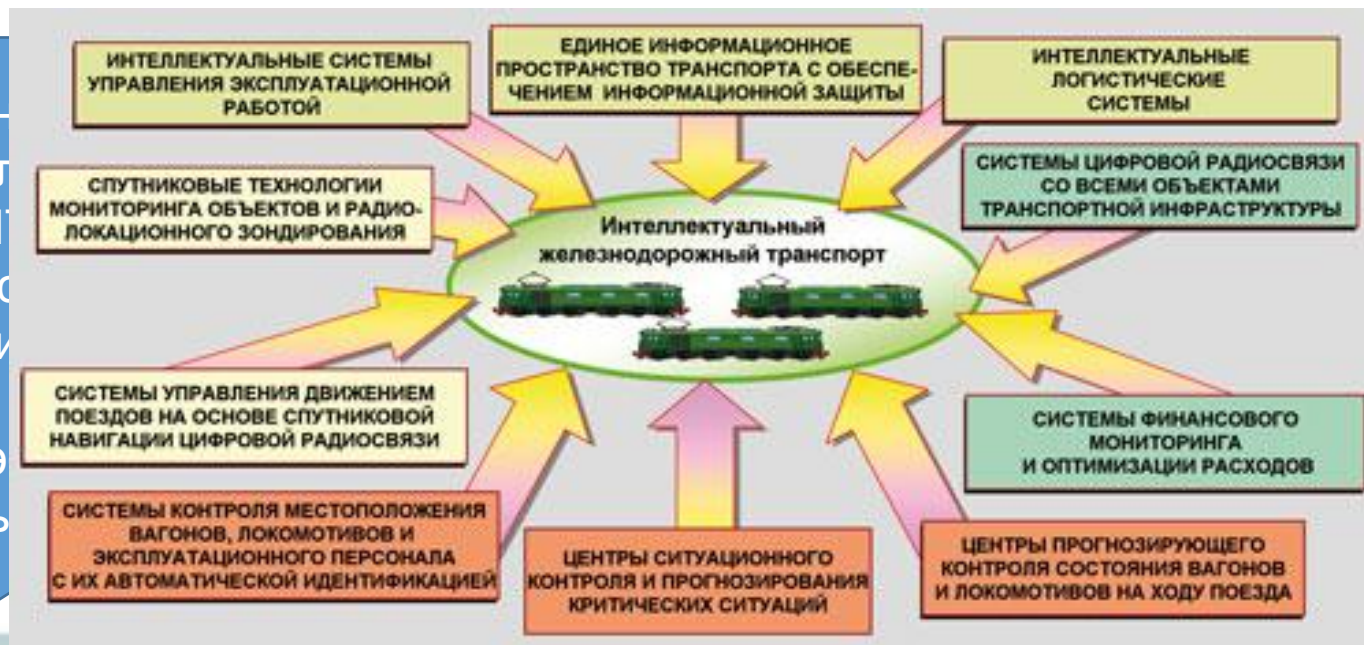 ИНТЕЛЛЕКТУАЛЬНЫЕ СИСТЕМЫ
УПРАВЛЕНИЯ ЭКСПЛУАТАЦИОННОЙ
РАБОТОЙ
ЕДИНОЕ ИНФОРМАЦИОННОЕ
ПРОСТРАНСТВО ТРАНСПОРТА С ОБЕСПЕ-
ЧЕНИЕМ ИНФОРМАЦИОННОЙ ЗАЩИТЫ
ИНТЕЛЛЕКТУАЛЬНЫЕ
ЛОГИСТИЧЕСКИЕ
СИСТЕМЫ
СПУТНИКОВЫЕ ТЕХНОЛОГИИ
МОНИТОРИНГА ОБЪЕКТОВ И РАДИО-
ЛОКАЦИОННОГО ЗОНДИРОВАНИЯ
СИСТЕМЫ ЦИФРОВОЙ РАДИОСВЯЗИ
СО ВСЕМИ ОБЪЕКТАМИ
ТРАНСПОРТНОЙ ИНФРАСТРУКТУРЫ
Интеллектуальный
железнодорожный транспорт
СИСТЕМЫ УПРАВЛЕНИЯ ДВИЖЕНИЕМ
ПОЕЗДОВ НА ОСНОВЕ СПУТНИКОВОЙ
НАВИГАЦИИ ЦИФРОВОЙ РАДИОСВЯЗИ
СИСТЕМЫ ФИНАНСОВОГО
МОНИТОРИНГА
И ОПТИМИЗАЦИИ РАСХОДОВ
СИСТЕМЫ КОНТРОЛЯ МЕСТОПОЛОЖЕНИЯ
ВАГОНОВ, ЛОКОМОТИВОВ И
ЭКСПЛУАТАЦИОННОГО ПЕРСОНАЛА
С ИХ АВТОМАТИЧЕСКОЙ ИДЕНТИФИКАЦИЕЙ
ЦЕНТРЫ СИТУАЦИОННОГО
КОНТРОЛЯ И ПРОГНОЗИРОВАНИЯ
КРИТИЧЕСКИХ СИТУАЦИЙ
ЦЕНТРЫ ПРОГНОЗИРУЮЩЕГО
КОНТРОЛЯ СОСТОЯНИЯ ВАГОНОВ
И ЛОКОМОТИВОВ НА ХОДУ ПОЕЗДА